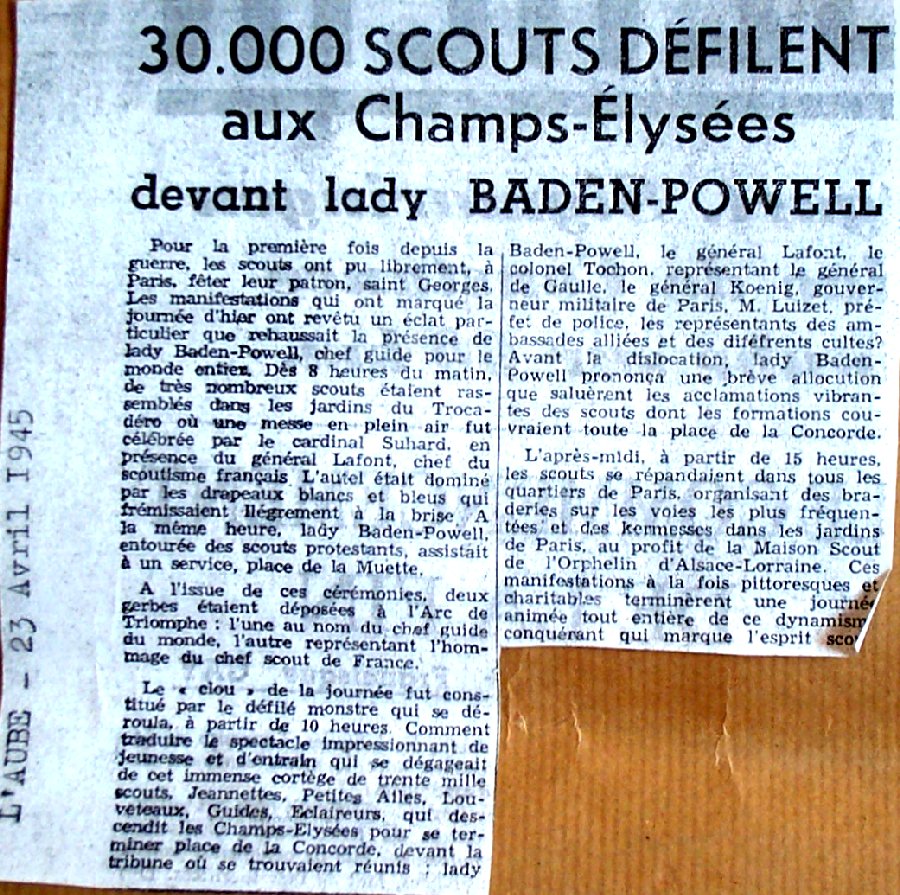 30.000 SCOUTS DÉFILENT
aux Champs-Élysées
devant lady BADEN-POWELL
Pour la première fois depuis la
guerre, les scouts ont pu librement, à
Paris, fêter leur patron, saint Georges.
Les manifestations qui ont marqué la
journée d'hier ont revêtu un éclat par-
ticulier que rehaussait la présence de
lady Baden-Powell, chef guide pour le
monde entier. Dès 8 heures du matin,
de très nombreux scouts étaient ras-
semblés dans les jardins du Troca-
déro où une messe en plein air fut
célébrée par le cardinal Suhard, en
présence du général Lafont, chef du
scoutisme français. L'autel était dominé
par les drapeaux blancs et bleus qui
frémissaient llégrement à la brise. A
la même heure, lady Baden-Powell,
entourée des scouts protestants, assistait
à un service, place de la Muette.
A l'issue de ces cérémonies, deux
gerbes étaient déposées à l'Arc de
Triomphe : l'une au nom du chef guide
du monde, l'autre représentant l'hom-
mage du chef scout de France.
Le « clou » de la journée fut cons-
titué par le défilé monstre qui se dé-
roula, à partir de 10 heures. Comment
traduire le spectacle impressionnant de
jeunesse et d'entrain qui se dégageait
de cet immense cortège de trente mille
scouts, Jeannettes, Petites Ailes, Lou-
veteaux, Guides, Eclaireurs, qui des-
cendit les Champs-Elysées pour se ter-
miner place de la Concorde, devant la
tribune où se trouvaient réunis : lady
Baden-Powell, le général Lafont, le
colonel Tochon, représentant le général
de Gaulle, le général Koenig, gouver-
neur militaire de Paris, M. Luizet, pré-
fet de police, les représentants des am-
bassades alliées et des diféfrents cultes?
Avant la dislocation, lady Baden-
Powell prononça une brève allocution
que saluèrent les acclamations vibran-
tes des scouts dont les formations cou-
vraient toute la place de la Concorde.
L'après-midi, à partir de 15 heures,
les scouts se répandaient dans tous les
quartiers de Paris, organisant des bra-
deries sur les voies les plus fréquen-
tées et des kermesses dans les jardins
de Paris, au profit de la Maison Scout
de l'Orphelin d'Alsace-Lorraine. Ces
manifestations à la fois pittoresques et
charitables terminèrent une journée
animée tout entière de ce dynamism
conquérant qui marque l'esprit scou
L'AUBE - 23 Avril 1945